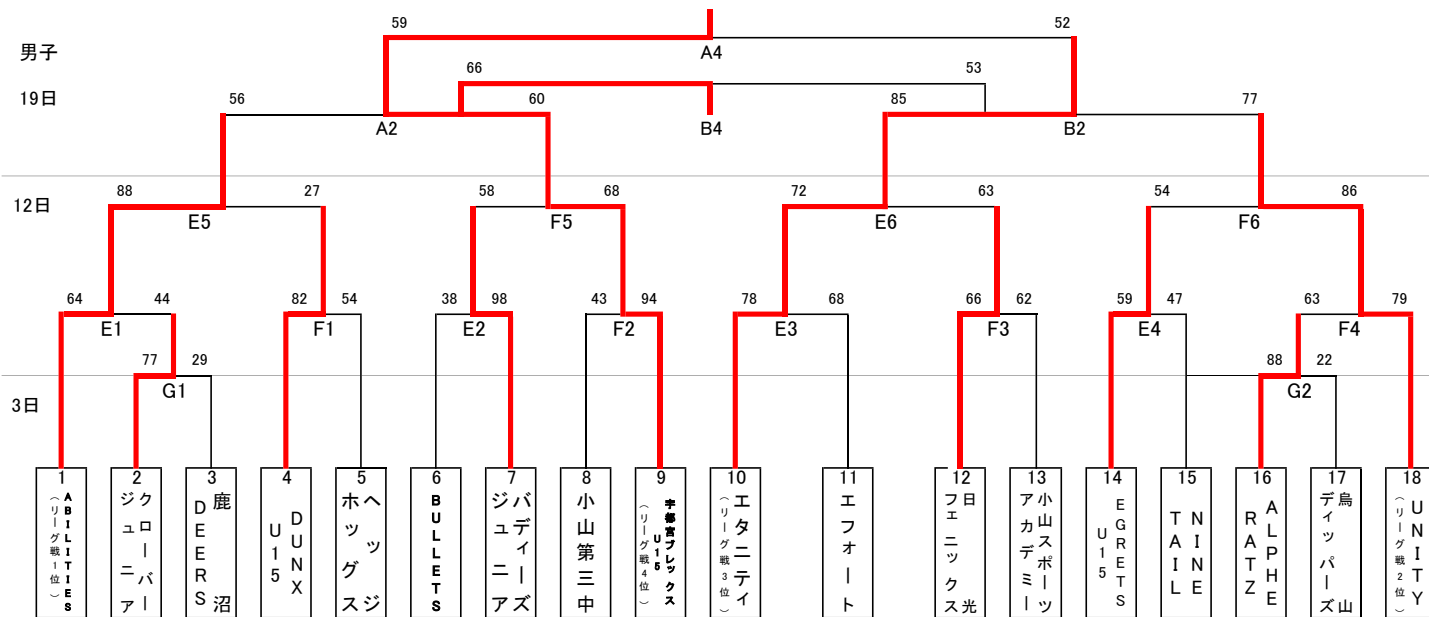 59 52
男子
A4
66 53
19日
56 60 85 77
A2 B4 B2
88 27 58 68 72 63 54 86
12日
E5 F5 E6 F6
64 44 82 54 38 98 43 94 78 68 66 62 59 47 63 79
E1 F1 E2 F2 E3 F3 E4 F4
77 29 88 22
G1 G2
3日
1 2 3 4 5 6 7 8 9 10 11 12 13 14 15 16 17 18
ABILITIES
(リーグ戦1位)
クローバー
ジュニア
鹿沼
DEERS
DUNX
U15
ヘッジ
ホッグス
BULLETS
バディーズ
ジュニア
小山第三中
宇都宮ブレックス
U15
(リーグ戦4位)
エタニティ
(リーグ戦3位)
エフォート
日光
フェニックス
小山スポーツ
アカデミー
EGRETS
U15
NINE
TAIL
ALPHE
RATZ
烏山
ディッパーズ
UNITY
(リーグ戦2位)